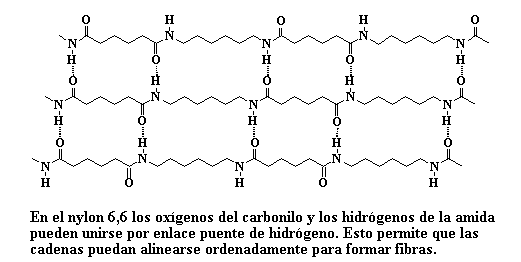 O H O H O
N N
N N N
H O H O H
O H O H O
N N
N N N
H O H O H
O H O H O
N N
N N N
H O H O H
En el nylon 6,6 los oxígenos del carbonilo y los hidrógenos de la amida
pueden unirse por enlace puente de hidrógeno. Esto permite que las
cadenas puedan alinearse ordenadamente para formar fibras.